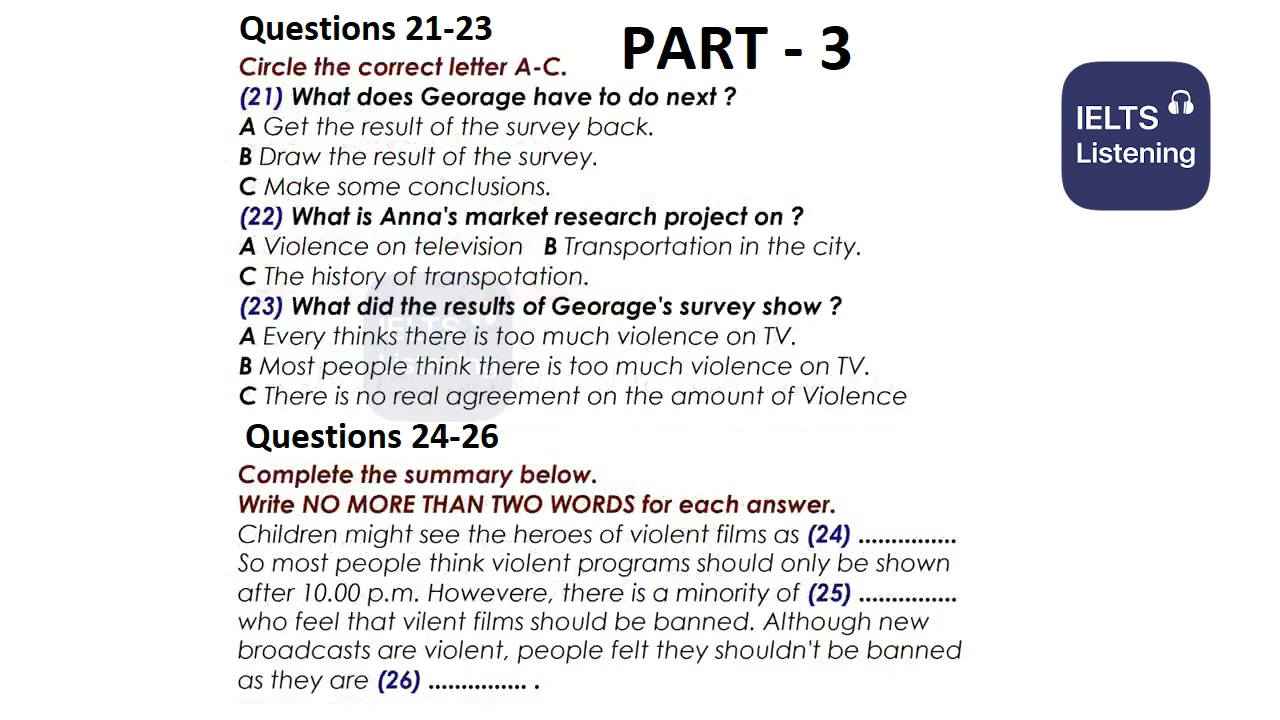 Questions 21-23
PART - 3
Circle the correct letter A-C.
(21) What does Georage have to do next ?
A Get the result of the survey back.
B Draw the result of the survey.
C Make some conclusions.
(22) What is Anna's market research project on ?
A Violence on television B Transportation in the city.
C The history of transpotation.
(23) What did the results of Georage's survey show ?
A Every thinks there is too much violence on TV.
B Most people think there is too much violence on TV.
C There is no real agreement on the amount of Violence
Questions 24-26
Complete the summary below.
Write NO MORE THAN TWO WORDS for each answer.
Children might see the heroes of violent films as (24) ...............
So most people think violent programs should only be shown
after 10.00 p.m. Howevere, there is a minority of (25) ...............
who feel that vilent films should be banned. Although new
broadcasts are violent, people felt they shouldn't be banned
as they are (26) ............... .
IELTS
Listening
IELTS
Listening